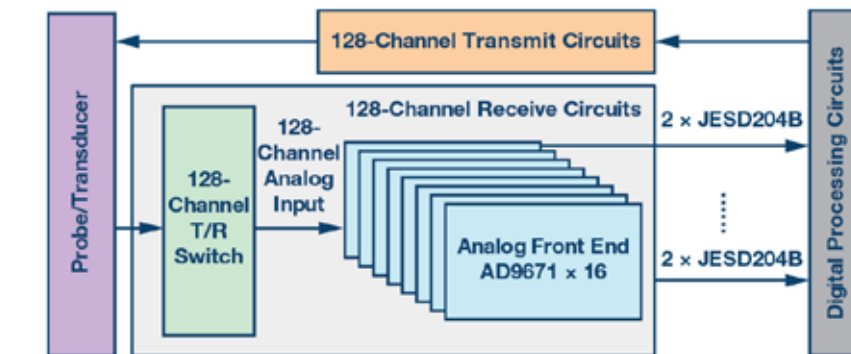 128-Channel Transmit Circuits
Probe/Transducer
128-Channel Receive Circuits
128-
Channel
T/R
Switch
128-
Channel
Analog
Input
Analog Front End
AD9671 × 16
2 × JESD204B
2 × JESD204B
Digital Processing Circuits